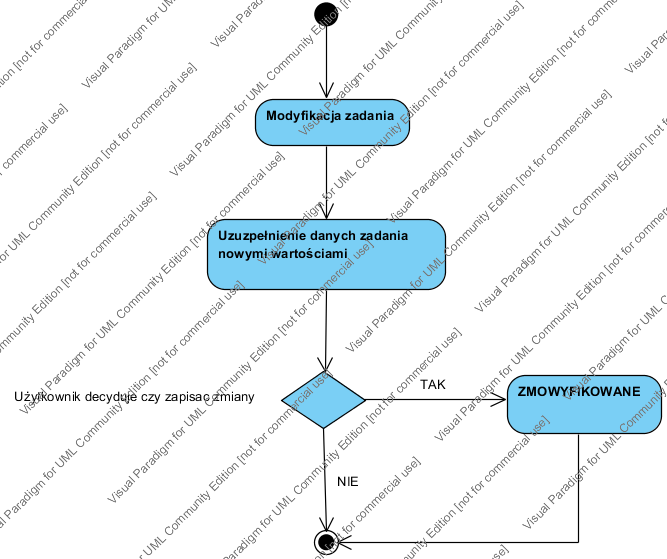 Modyfikacja zadania
Uzuzpełnienie danych zadania
nowymi wartościami
Użytkownik decyduje czy zapisac zmiany
TAK
ZMOWYFIKOWANE
NIE
Visual Paradigm for UML Community Edition [not for commercial use]